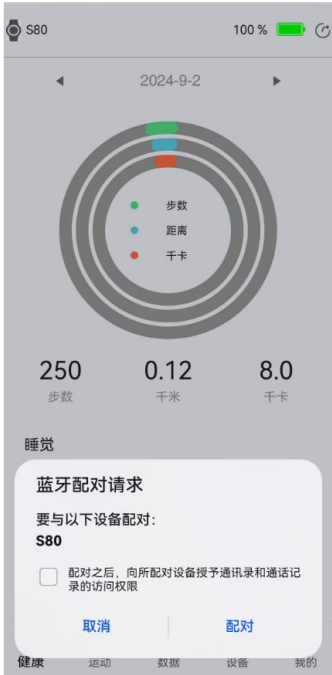 S80 100 %
2024-9-2
步数
距离
千卡
250 0.12 8.0
步数 千米 千卡
睡觉
蓝牙配对请求
要与以下设备配对：
S80
配对之后，向所配对设备授予通讯录和通话记
录的访问权限
取消 配对
健康 运动 数据 设备 我的